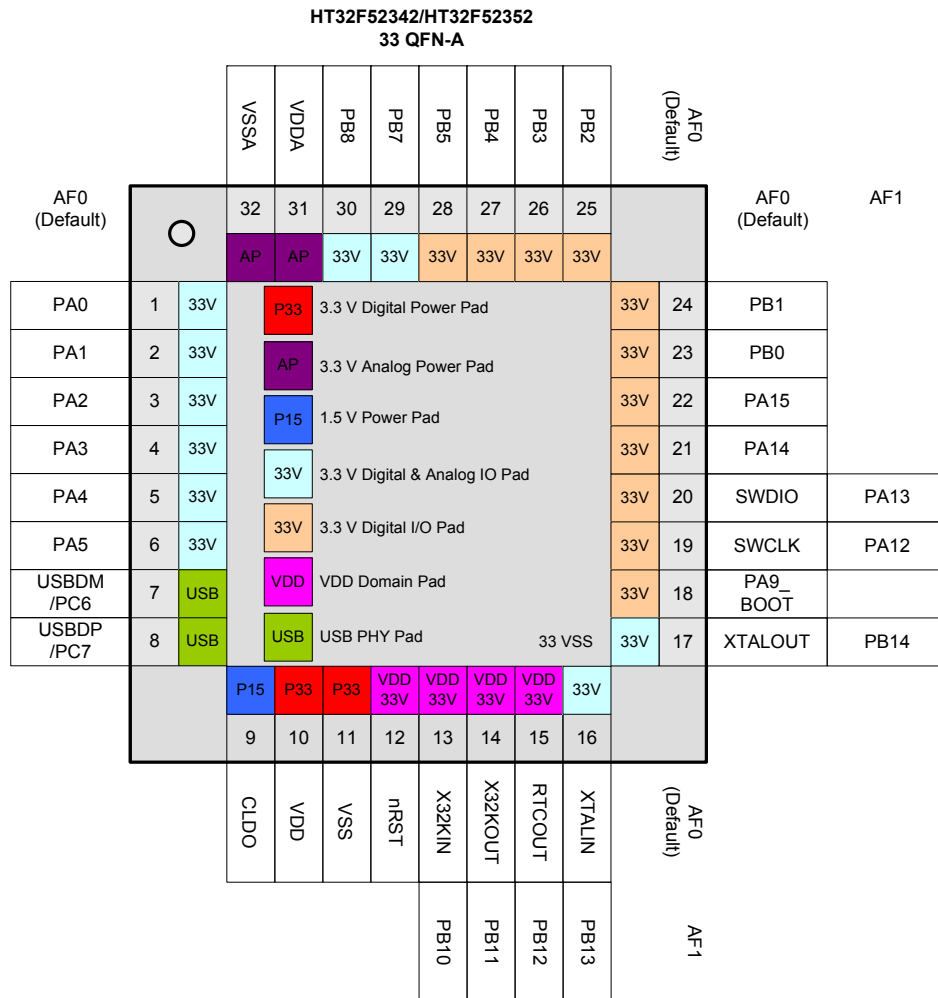 HT32F52342/HT32F52352
33 QFN-A
VSSA
VDDA
PB8
PB7
PB5
PB4
PB3
PB2
AF0
(Default)
AF0
(Default)
32 31 30 29 28 27 26 25
AF0
(Default)
AF1
AP AP 33V 33V 33V 33V 33V 33V
PA0 1 33V
P33 3.3 V Digital Power Pad
33V 24 PB1
PA1 2 33V
AP 3.3 V Analog Power Pad
33V 23 PB0
PA2 3 33V
P15 1.5 V Power Pad
33V 22 PA15
PA3 4 33V
33V 3.3 V Digital & Analog IO Pad
33V 21 PA14
PA4 5 33V
33V 20 SWDIO PA13
33V 3.3 V Digital I/O Pad
PA5 6 33V
33V 19 SWCLK PA12
USBDM
/PC6
7 USB
VDD VDD Domain Pad
33V 18 PA9_
BOOT
USBDP
/PC7
8 USB
USB USB PHY Pad
33 VSS
33V 17 XTALOUT PB14
P15 P33 P33 VDD
33V
VDD
33V
VDD
33V
VDD
33V
33V
9 10 11 12 13 14 15 16
CLDO
VDD
VSS
nRST
X32KIN
X32KOUT
RTCOUT
XTALIN
AF0
(Default)
PB10
PB11
PB12
PB13
AF1